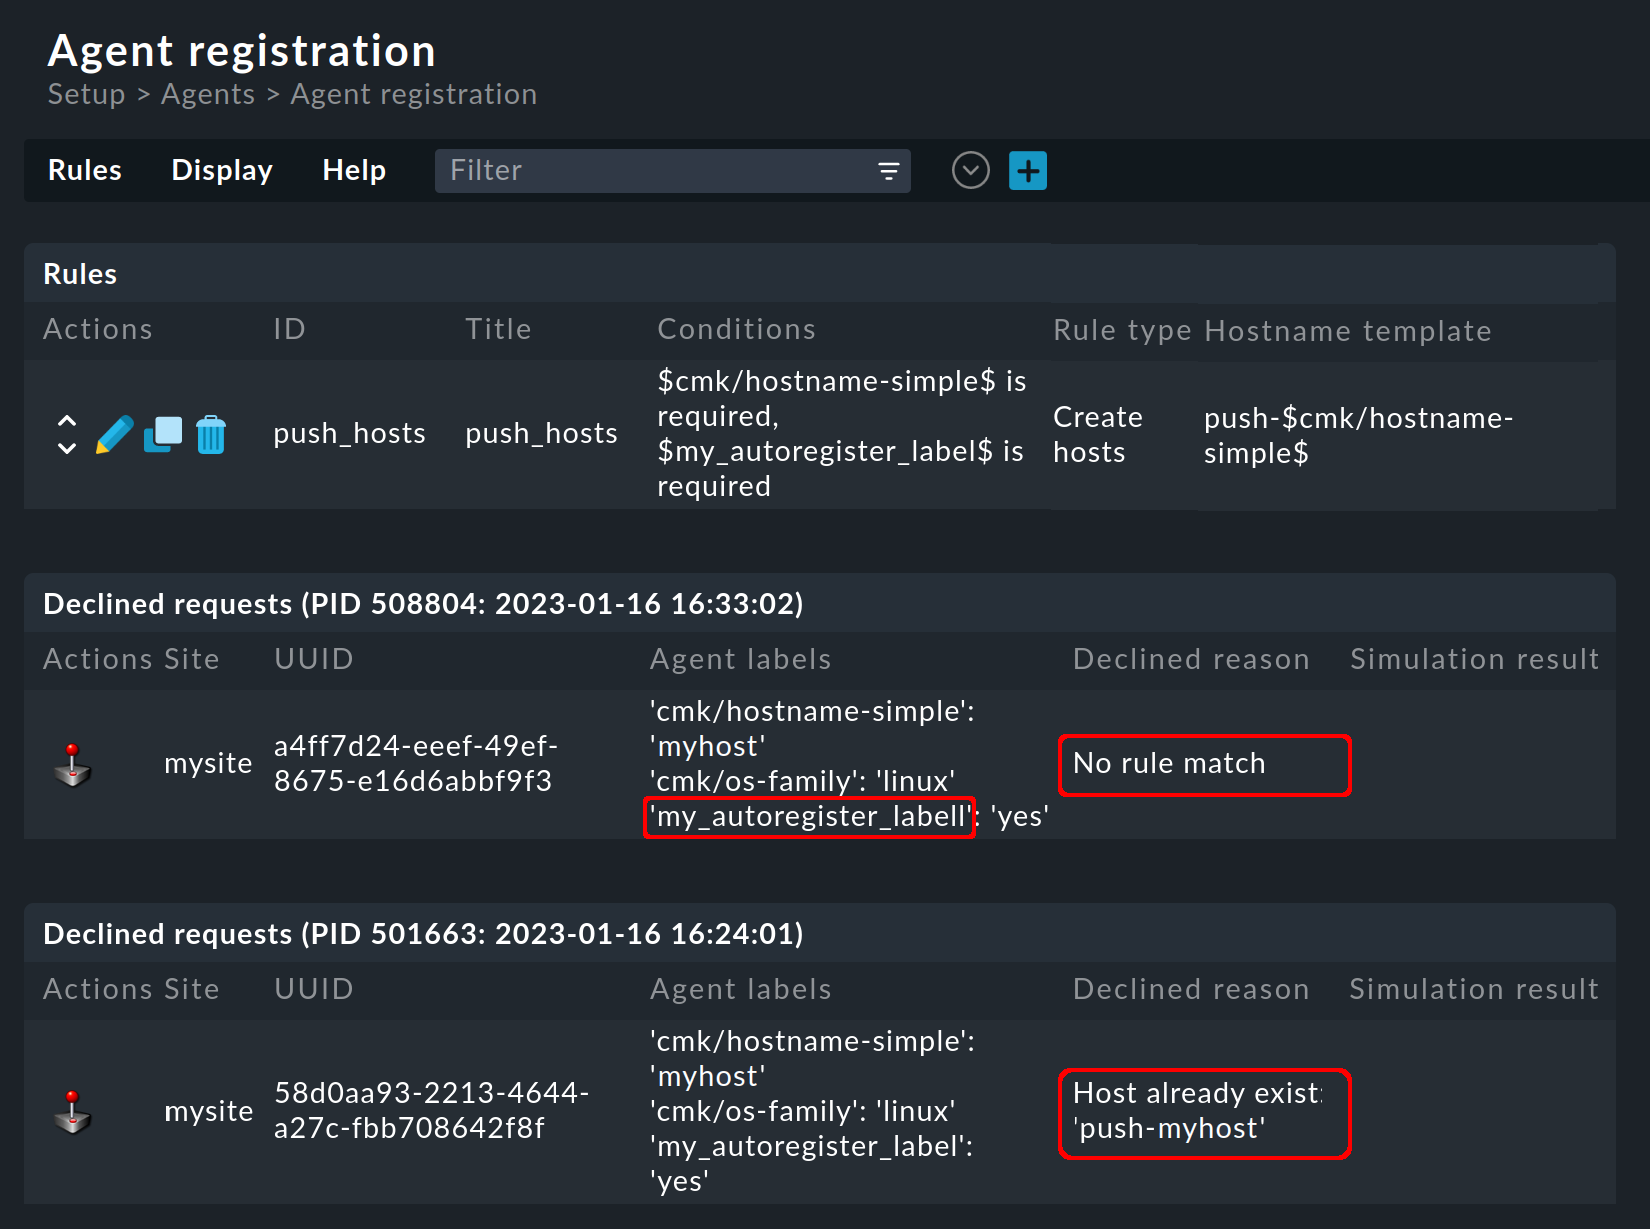 Agent registration
Setup > Agents > Agent registration
Rules Display Help Filter
Rules
Actions ID Title Conditions Rule type Hostname template
push_hosts push_hosts $cmk/hostname-simple$ is required, $my_autoregister_label$ is required Create hosts push-$cmk/hostname-simple$
Declined requests (PID 508804: 2023-01-16 16:33:02)
Actions Site UUID Agent labels Declined reason Simulation result
mysite
a4ff7d24-eeef-49ef-
8675-e16d6abbf9f3
'cmk/hostname-simple':
'myhost'
'cmk/os-family': 'linux'
'my_autoregister_labell': 'yes'
No rule match
Declined requests (PID 501663: 2023-01-16 16:24:01)
Actions Site UUID Agent labels Declined reason Simulation result
mysite
58d0aa93-2213-4644-
a27c-fbb708642f8f
'cmk/hostname-simple':
'myhost'
'cmk/os-family': 'linux'
'my_autoregister_label':
'yes'
Host already exist:
'push-myhost'